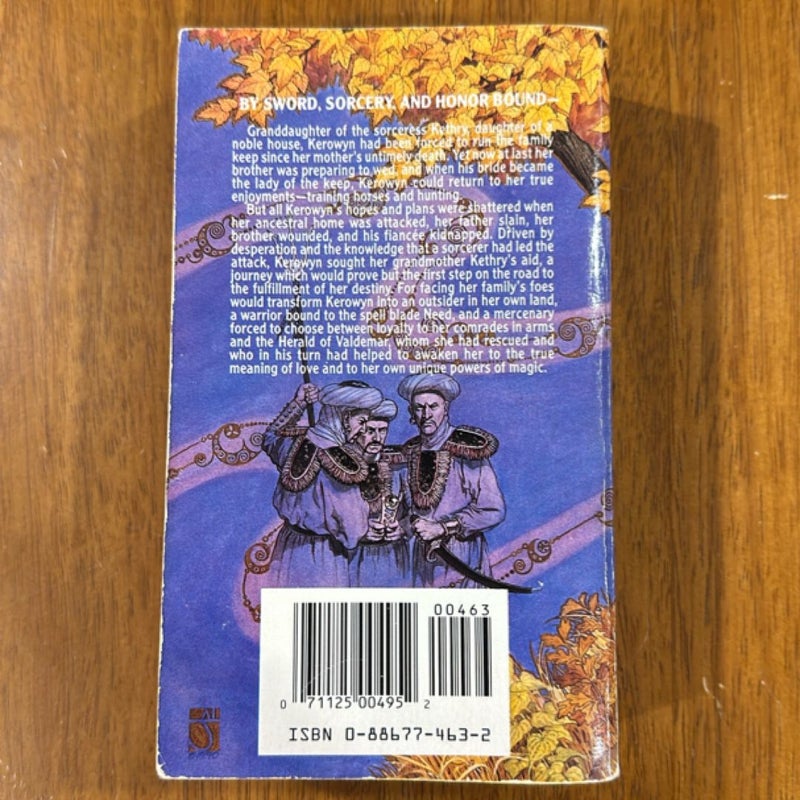 BY SWORD, SORCERY, AND HONOR BOUND—
Granddaughter of the sorceress Kethry, daughter of a
noble house, Kerowyn had been forced to run the family
keep since her mother's untimely death. Yet now at last her
brother was preparing to wed, and when his bride became
the lady of the keep, Kerowyn could return to her true
enjoyments—training horses and hunting.
But all Kerowyn's hopes and plans were shattered when
her ancestral home was attacked, her father slain, her
brother wounded, and his fiancée kidnapped. Driven by
desperation and the knowledge that a sorcerer had led the
attack, Kerowyn sought her grandmother Kethry's aid, a
journey which would prove but the first step on the road to
the fulfillment of her destiny. For facing her family's foes
would transform Kerowyn into an outsider in her own land,
a warrior bound to the spell blade Need, and a mercenary
forced to choose between loyalty to her comrades in arms
and the Herald of Valdemar, whom she had rescued and
who in his turn had helped to awaken her to the true
meaning of love and to her own unique powers of magic.
00463
0 71125 00495 2
ISBN 0-88677-463-2